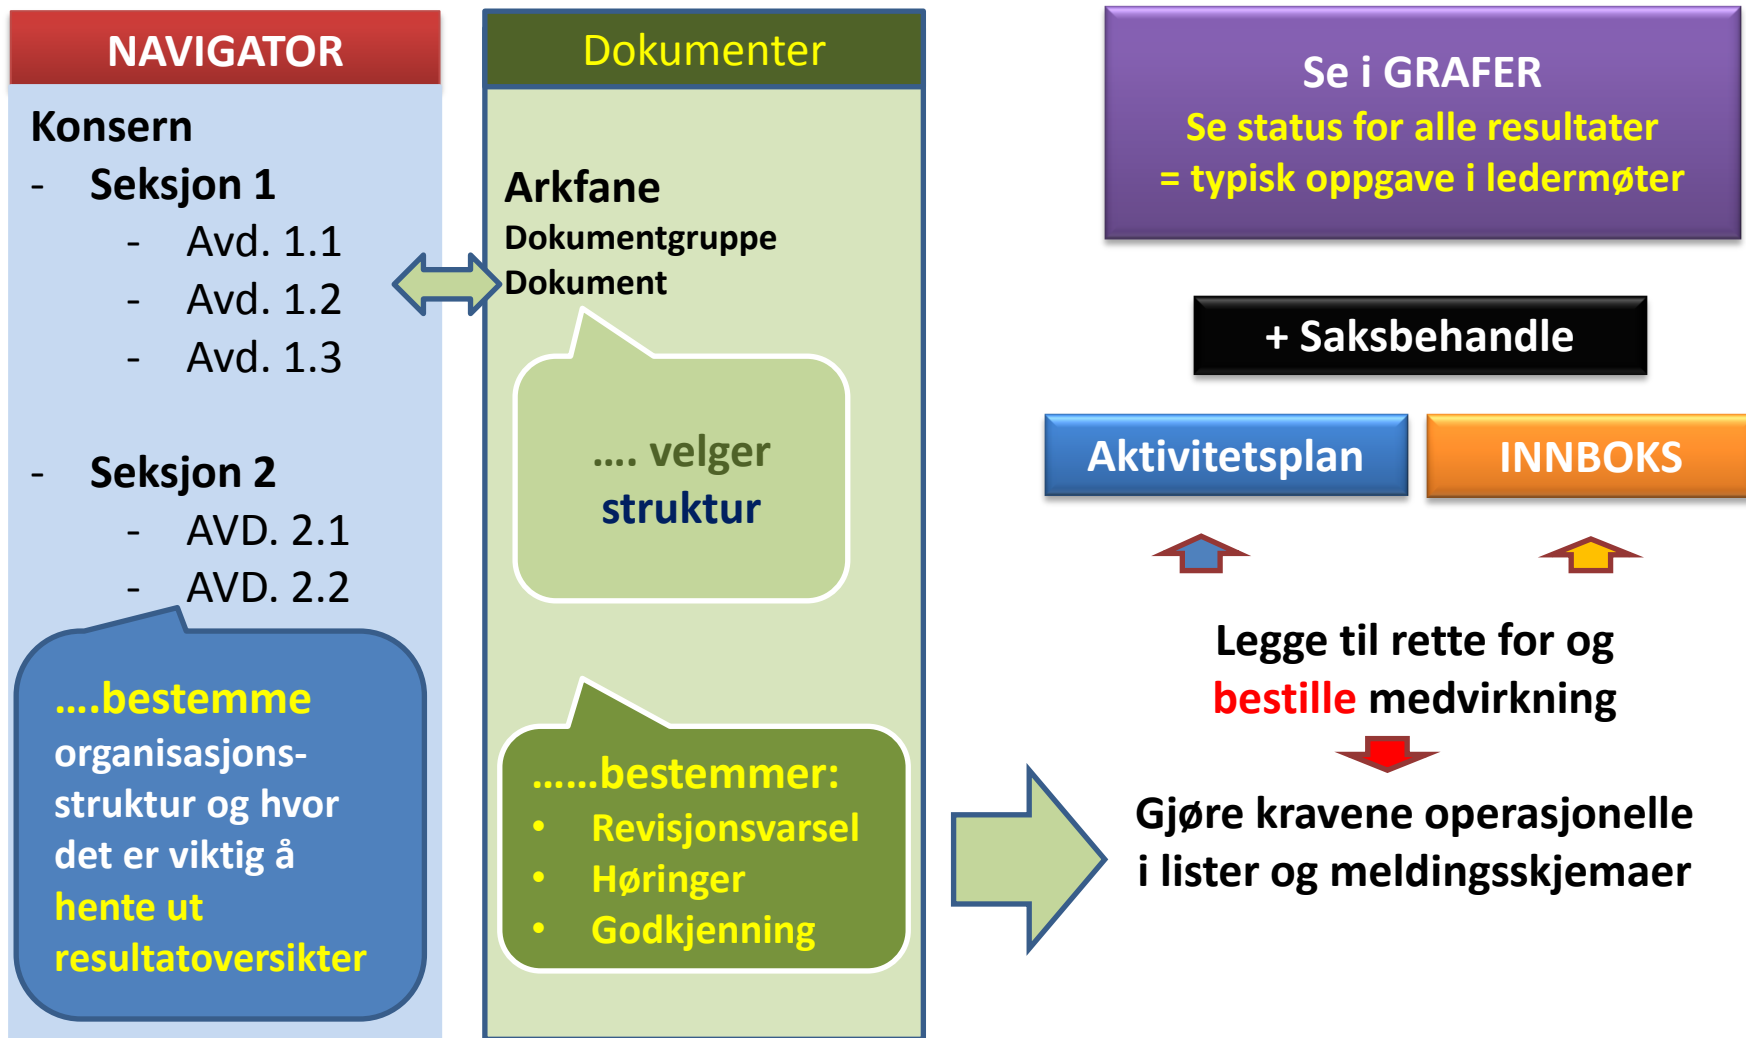 NAVIGATOR
Konsern
- Seksjon 1
- Avd. 1.1
- Avd. 1.2
- Avd. 1.3
- Seksjon 2
- AVD. 2.1
- AVD. 2.2
....bestemme
organisasjons-
struktur og hvor
det er viktig å
hente ut
resultatoversikter
Dokumenter
Arkfane
Dokumentgruppe
Dokument
.... velger
struktur
......bestemmer:
• Revisjonsvarsel
• Høringer
• Godkjenning
Se i GRAFER
Se status for alle resultater
= typisk oppgave i ledermøter
+ Saksbehandle
Aktivitetsplan
INNBOKS
Legge til rette for og
bestille medvirkning
Gjøre kravene operasjonelle
i lister og meldingsskjemaer